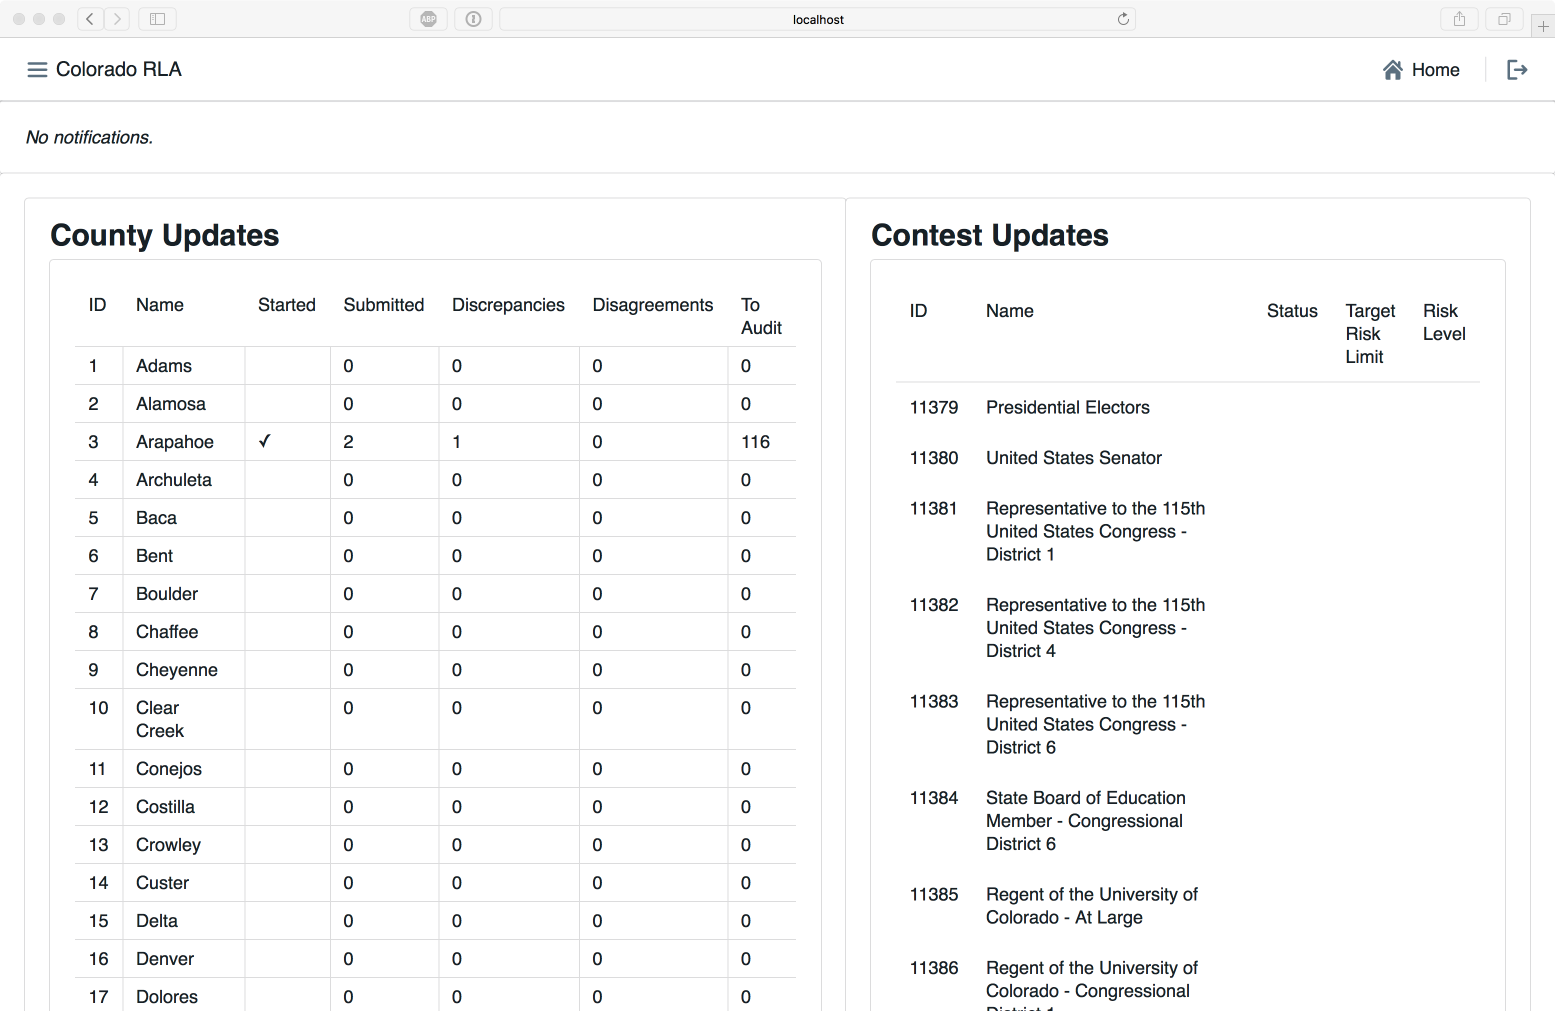 ABP
localhost
Colorado RLA
Home
No notifications.
County Updates
ID Name Started Submitted Discrepancies Disagreements To
Audit
1 Adams 0 0 0 0
2 Alamosa 0 0 0 0
3 Arapahoe ✓ 2 1 0 116
4 Archuleta 0 0 0 0
5 Baca 0 0 0 0
6 Bent 0 0 0 0
7 Boulder 0 0 0 0
8 Chaffee 0 0 0 0
9 Cheyenne 0 0 0 0
10 Clear 0 0 0 0
Creek
11 Conejos 0 0 0 0
12 Costilla 0 0 0 0
13 Crowley 0 0 0 0
14 Custer 0 0 0 0
15 Delta 0 0 0 0
16 Denver 0 0 0 0
17 Dolores 0 0 0 0
Contest Updates
ID Name Status Target Risk
Risk Level
Limit
11379 Presidential Electors
11380 United States Senator
11381 Representative to the 115th
United States Congress -
District 1
11382 Representative to the 115th
United States Congress -
District 4
11383 Representative to the 115th
United States Congress -
District 6
11384 State Board of Education
Member - Congressional
District 6
11385 Regent of the University of
Colorado - At Large
11386 Regent of the University of
Colorado - Congressional